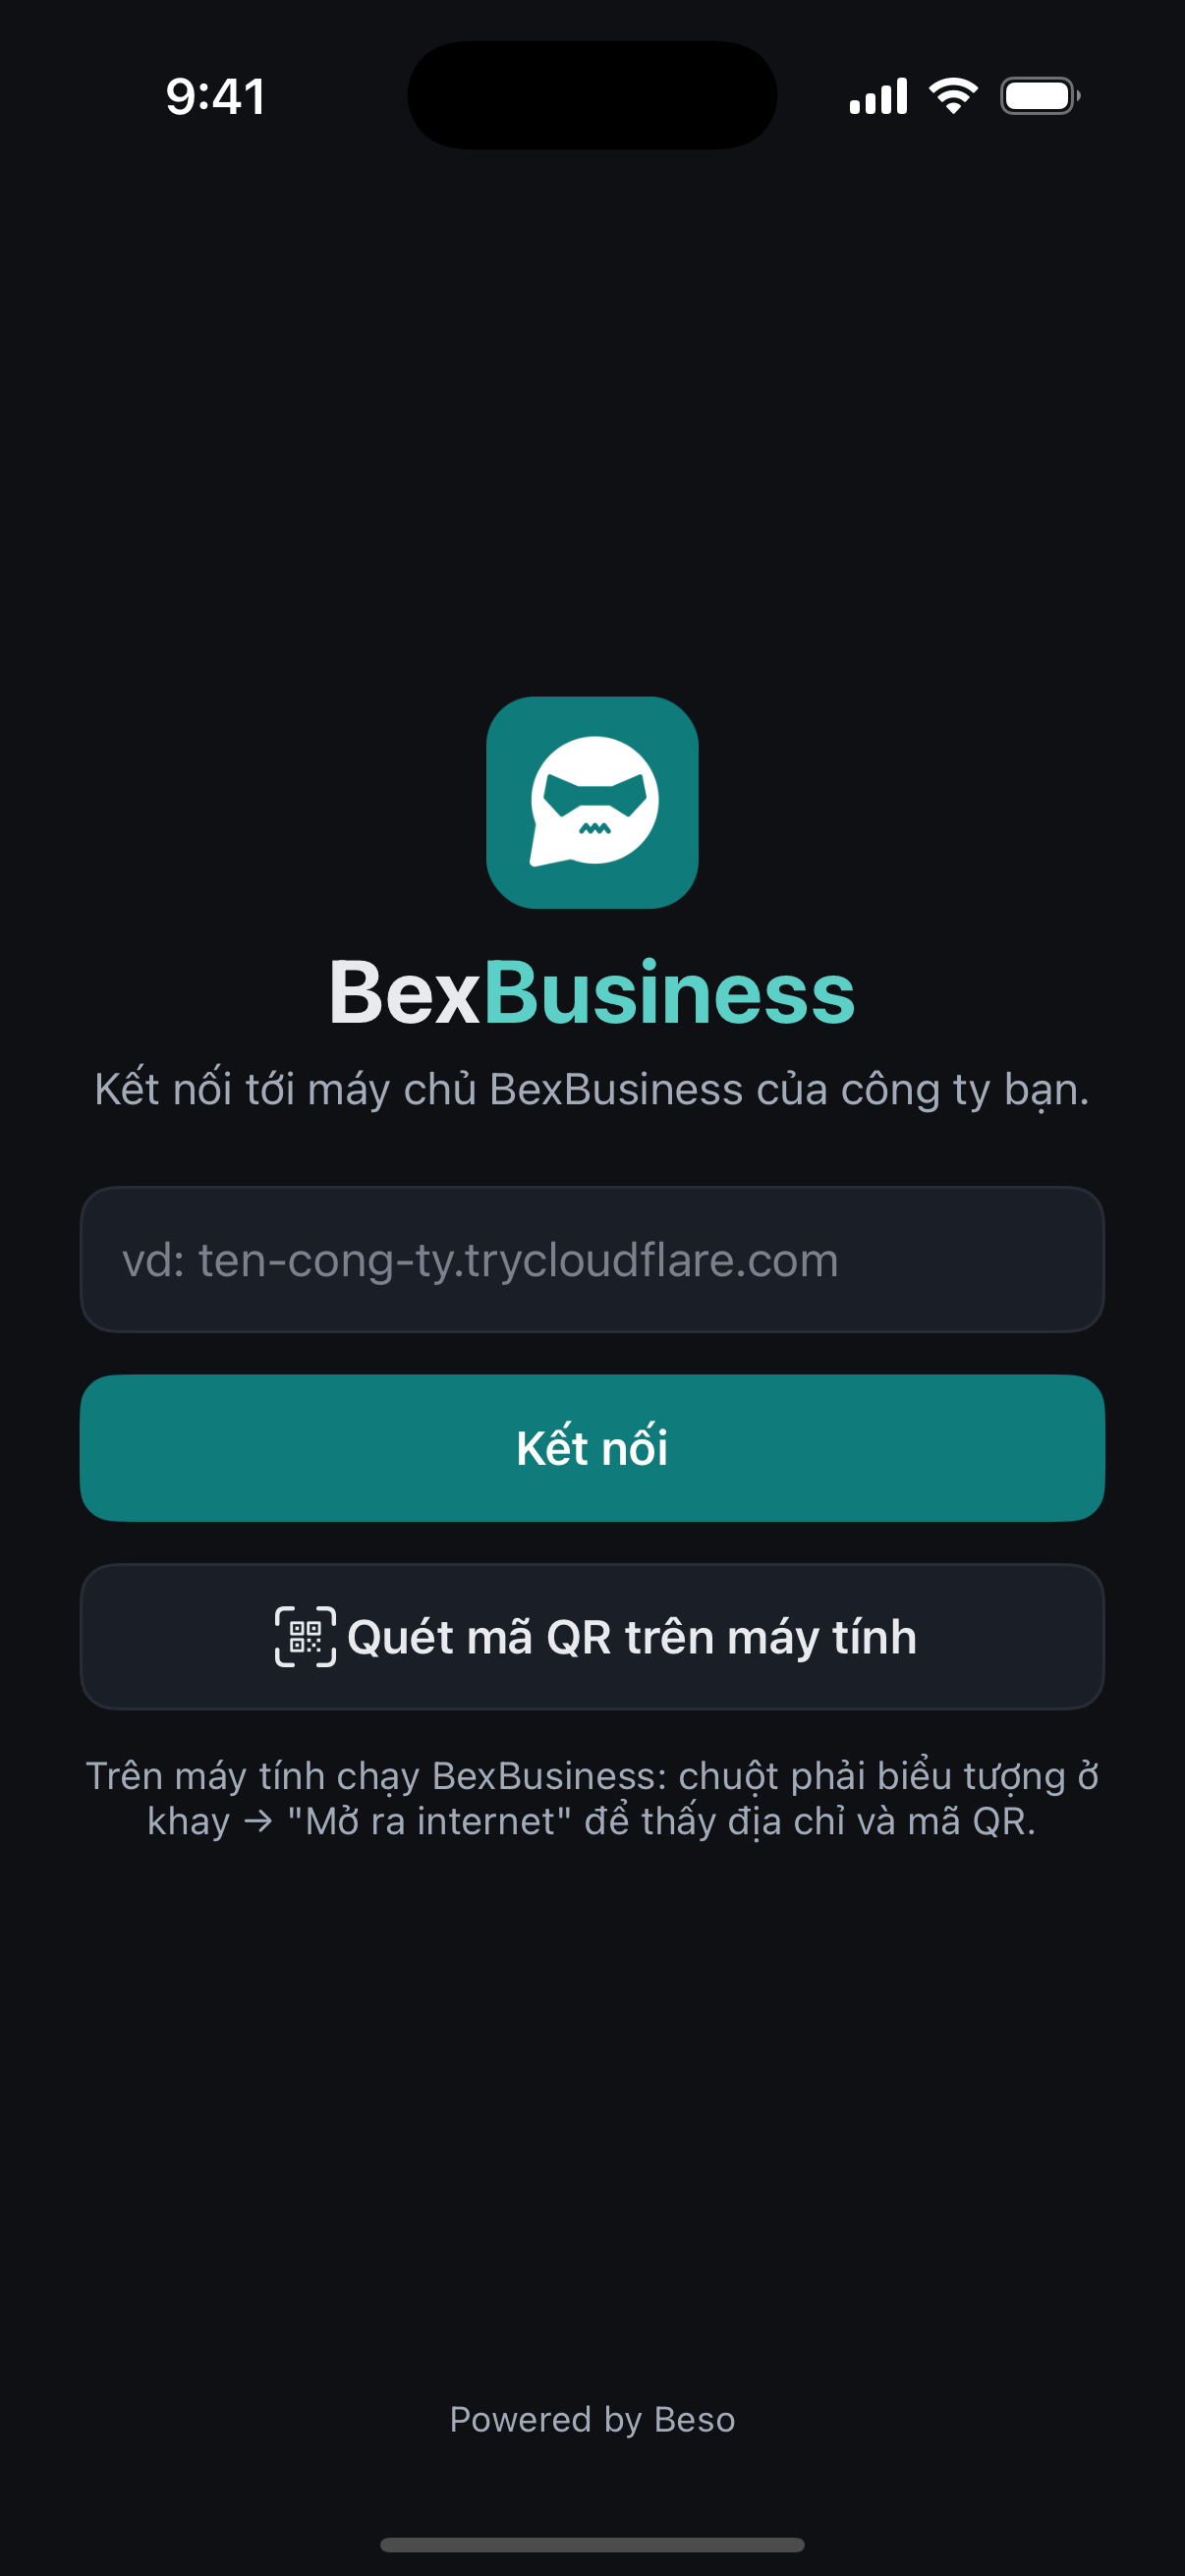 9:41
BexBusiness
Kết nối tới máy chủ BexBusiness của công ty bạn.
vd: ten-cong-ty.trycloudflare.com
Kết nối
Quét mã QR trên máy tính
Trên máy tính chạy BexBusiness: chuột phải biểu tượng ở
khay → "Mở ra internet" để thấy địa chỉ và mã QR.
Powered by Beso